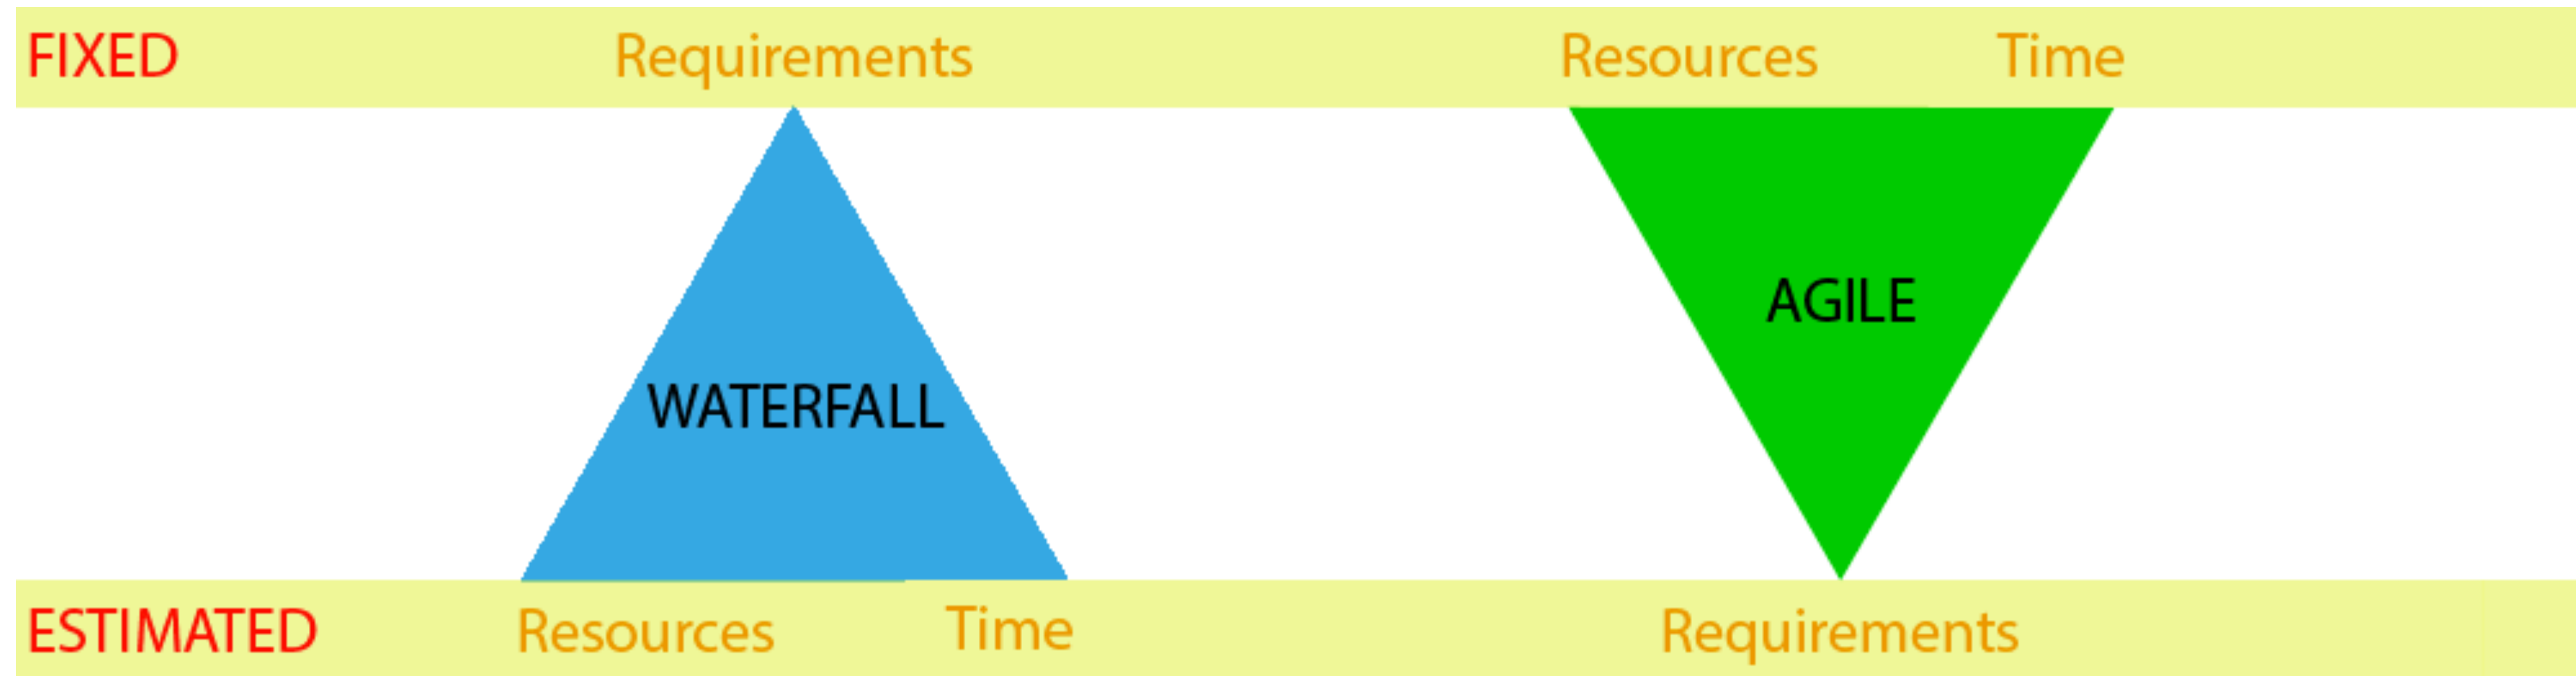 FIXED Requirements Resources Time
WATERFALL
AGILE
ESTIMATED Resources Time Requirements